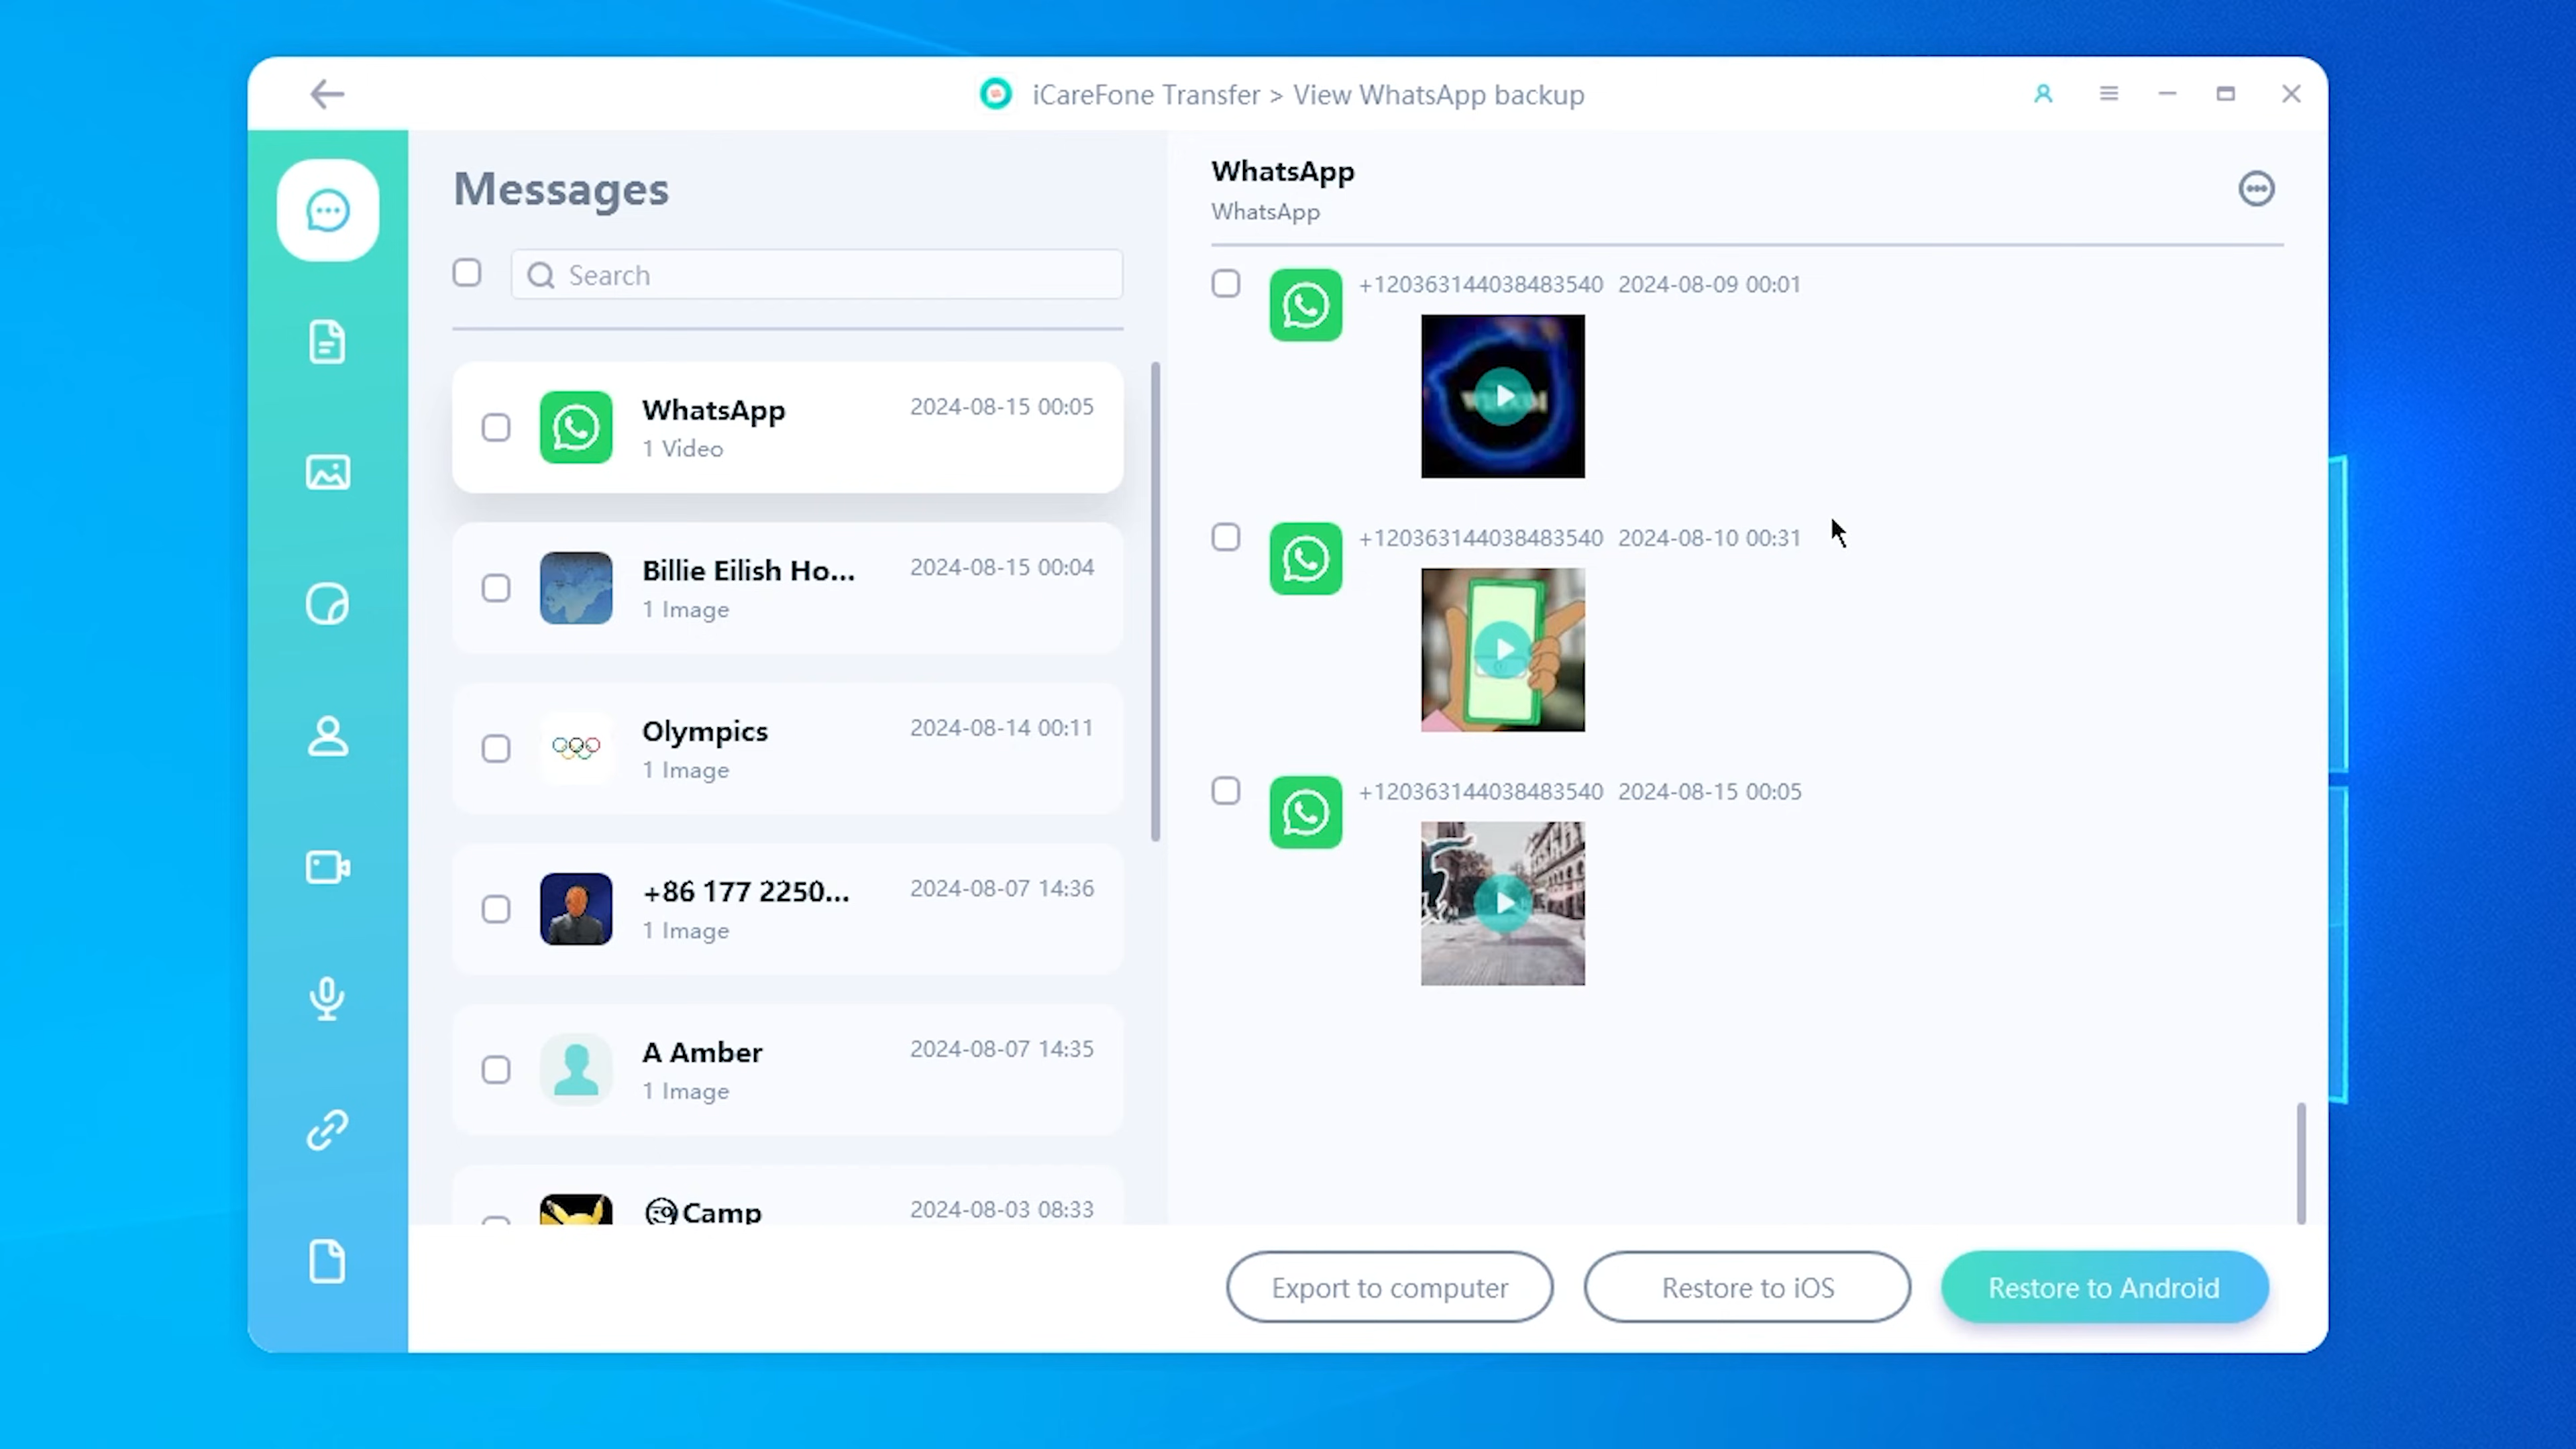 iCareFone Transfer > View WhatsApp backup
Messages
Search
WhatsApp 2024-08-15 00:05
1 Video
Billie Eilish Ho... 2024-08-15 00:04
1 Image
Olympics 2024-08-14 00:11
1 Image
+86 177 2250... 2024-08-07 14:36
1 Image
A Amber 2024-08-07 14:35
1 Image
Camp 2024-08-03 08:33
WhatsApp
WhatsApp
+120363144038483540 2024-08-09 00:01
+120363144038483540 2024-08-10 00:31
+120363144038483540 2024-08-15 00:05
Export to computer
Restore to iOS
Restore to Android